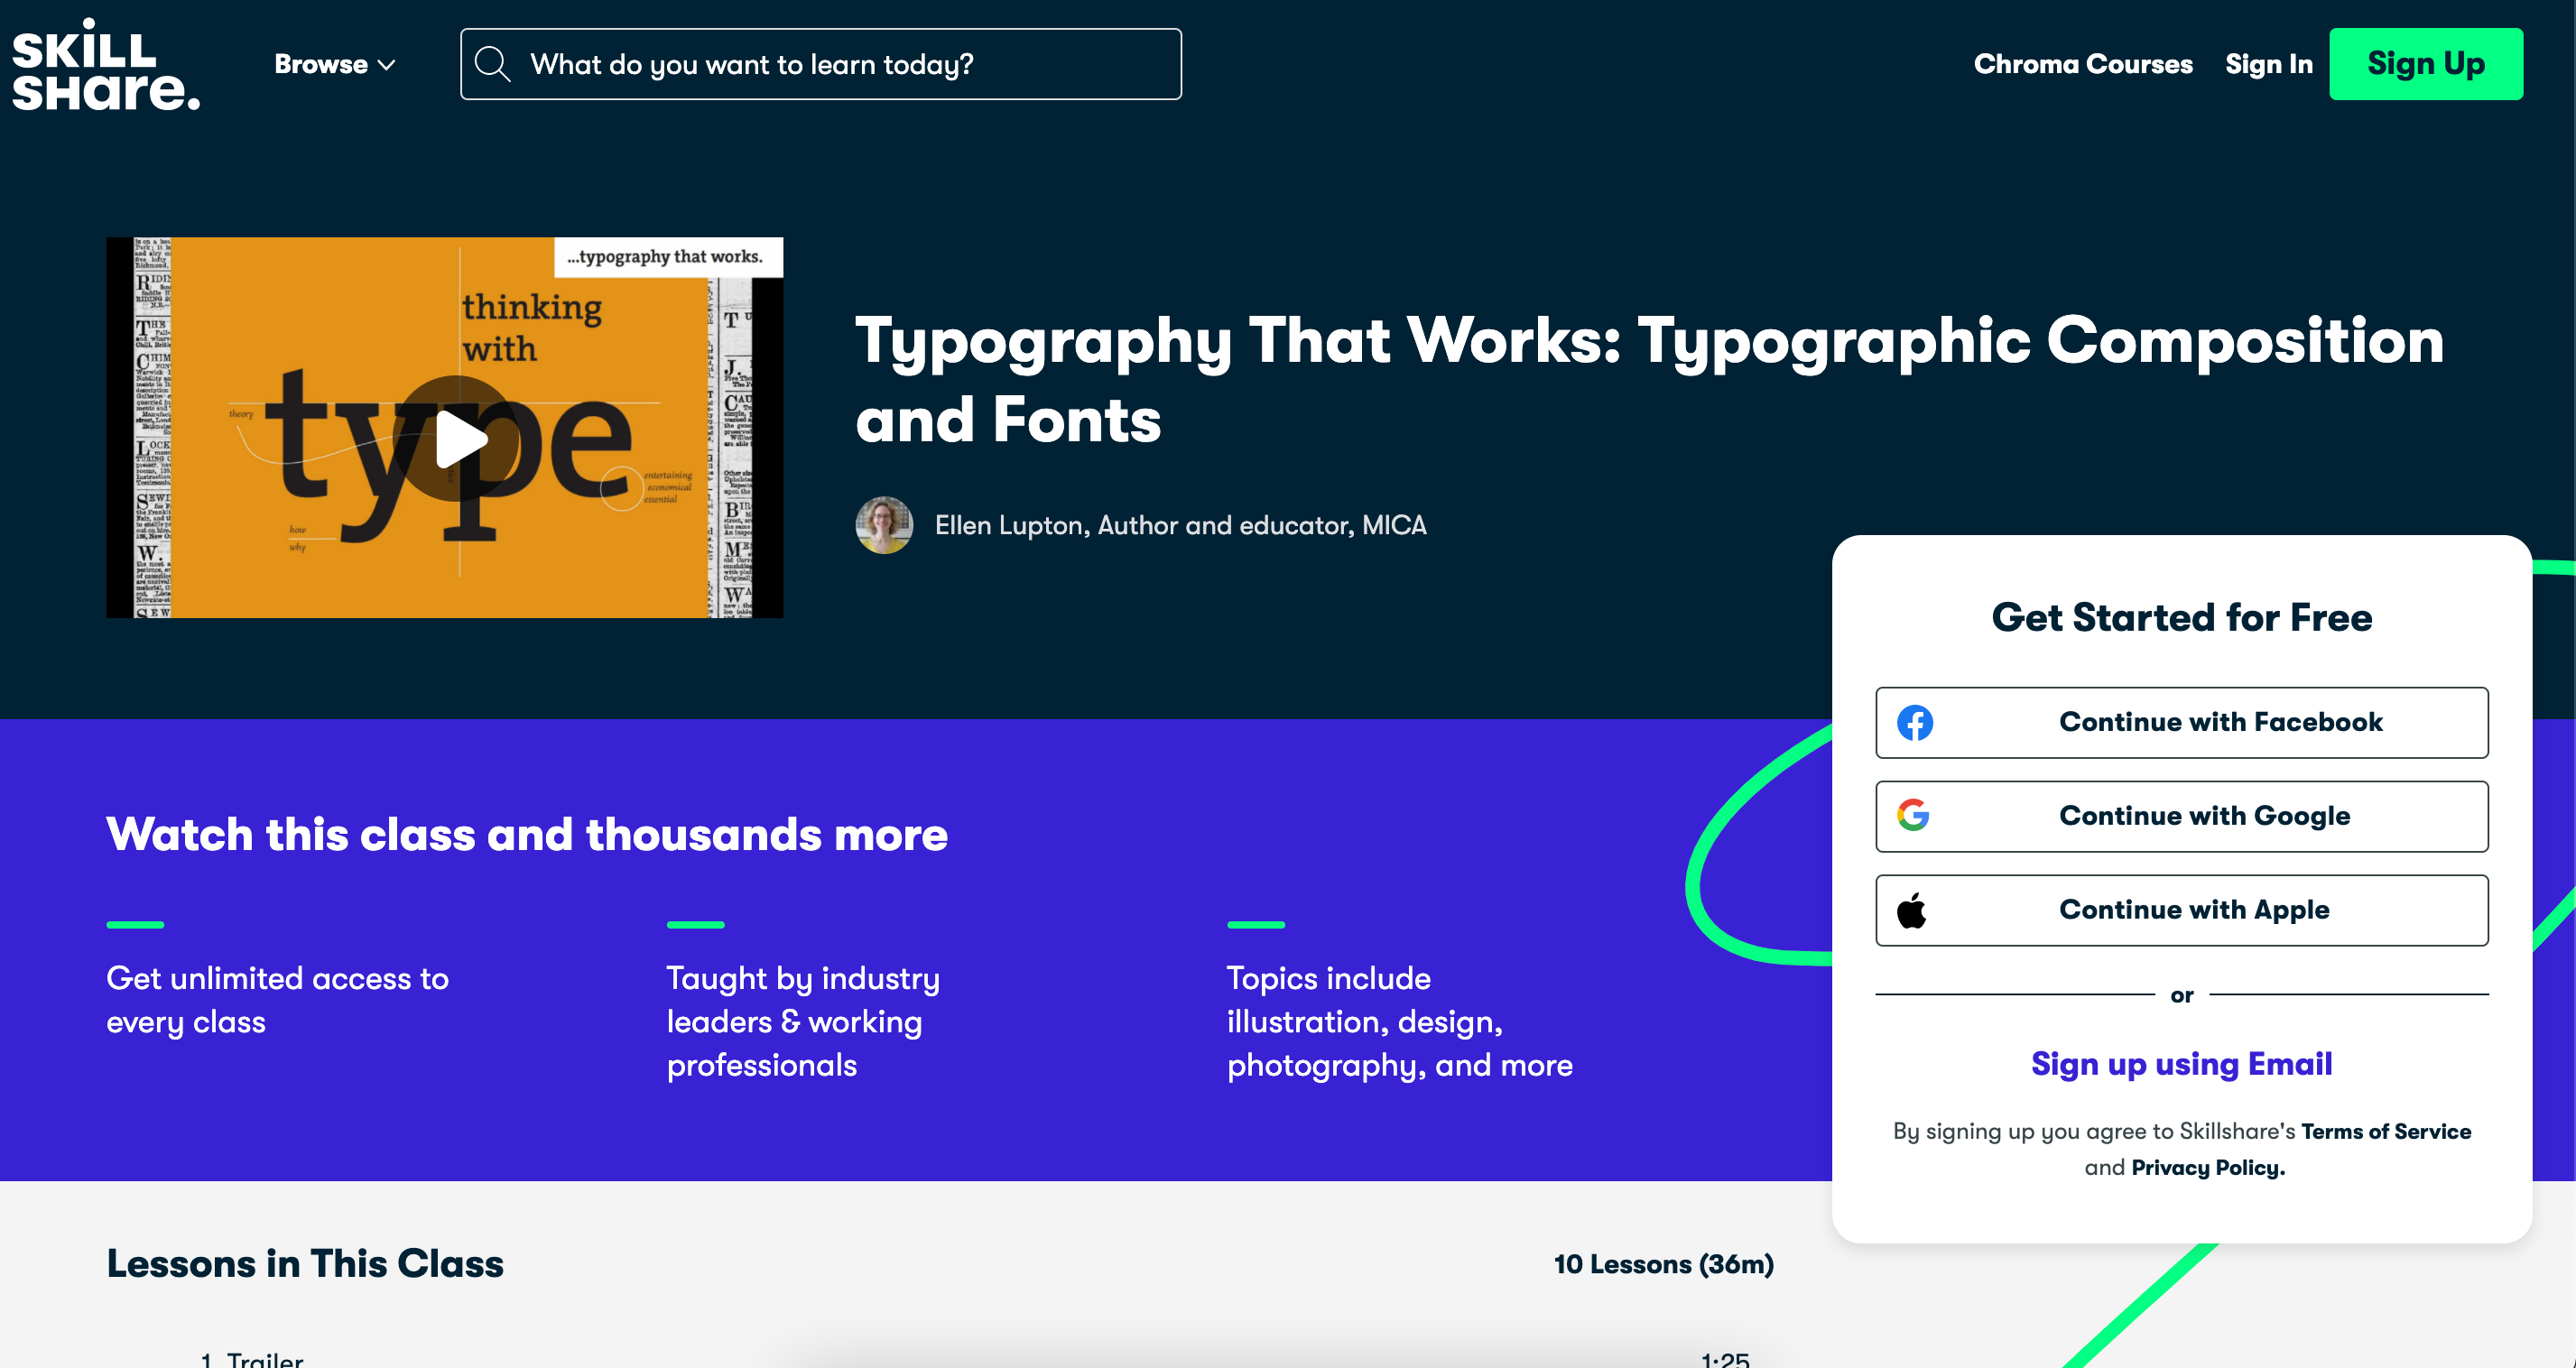 SKILL
SHare.
Browse
What do you want to learn today?
Chroma Courses
Sign In
Sign Up
...typography that works.
thinking
with
type
theory
entertaining
economical
essential
how
why
Typography That Works: Typographic Composition
and Fonts
Ellen Lupton, Author and educator, MICA
Get Started for Free
Continue with Facebook
Continue with Google
Continue with Apple
or
Sign up using Email
By signing up you agree to Skillshare's Terms of Service
and Privacy Policy.
Watch this class and thousands more
Get unlimited access to
every class
Taught by industry
leaders & working
professionals
Topics include
illustration, design,
photography, and more
Lessons in This Class
10 Lessons (36m)
1. Trailer
1:25